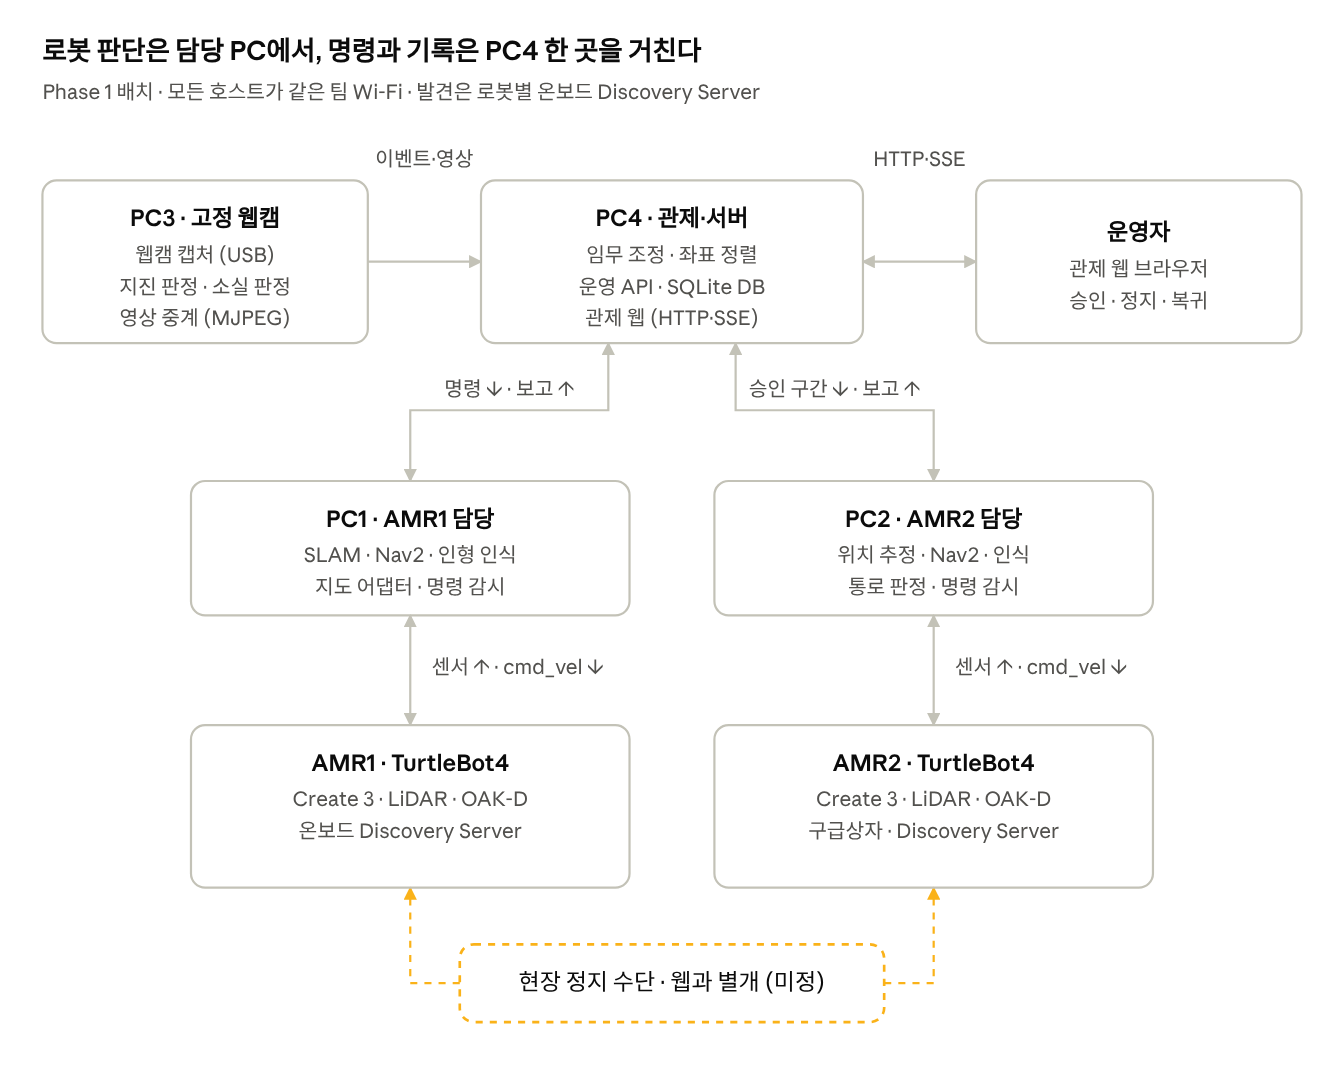 로봇 판단은 담당 PC에서, 명령과 기록은 PC4 한 곳을 거친다
Phase 1 배치 · 모든 호스트가 같은 팀 Wi-Fi · 발견은 로봇별 온보드 Discovery Server
이벤트·영상
HTTP·SSE
PC3 · 고정 웹캠
웹캠 캡처 (USB)
지진 판정 · 소실 판정
영상 중계 (MJPEG)
PC4 · 관제·서버
임무 조정 · 좌표 정렬
운영 API · SQLite DB
관제 웹 (HTTP·SSE)
운영자
관제 웹 브라우저
승인 · 정지 · 복귀
명령 ↓ · 보고 ↑
승인 구간 ↓ · 보고 ↑
PC1 · AMR1 담당
SLAM · Nav2 · 인형 인식
지도 어댑터 · 명령 감시
PC2 · AMR2 담당
위치 추정 · Nav2 · 인식
통로 판정 · 명령 감시
센서 ↑ · cmd_vel ↓
센서 ↑ · cmd_vel ↓
AMR1 · TurtleBot4
Create 3 · LiDAR · OAK-D
온보드 Discovery Server
AMR2 · TurtleBot4
Create 3 · LiDAR · OAK-D
구급상자 · Discovery Server
현장 정지 수단 · 웹과 별개 (미정)